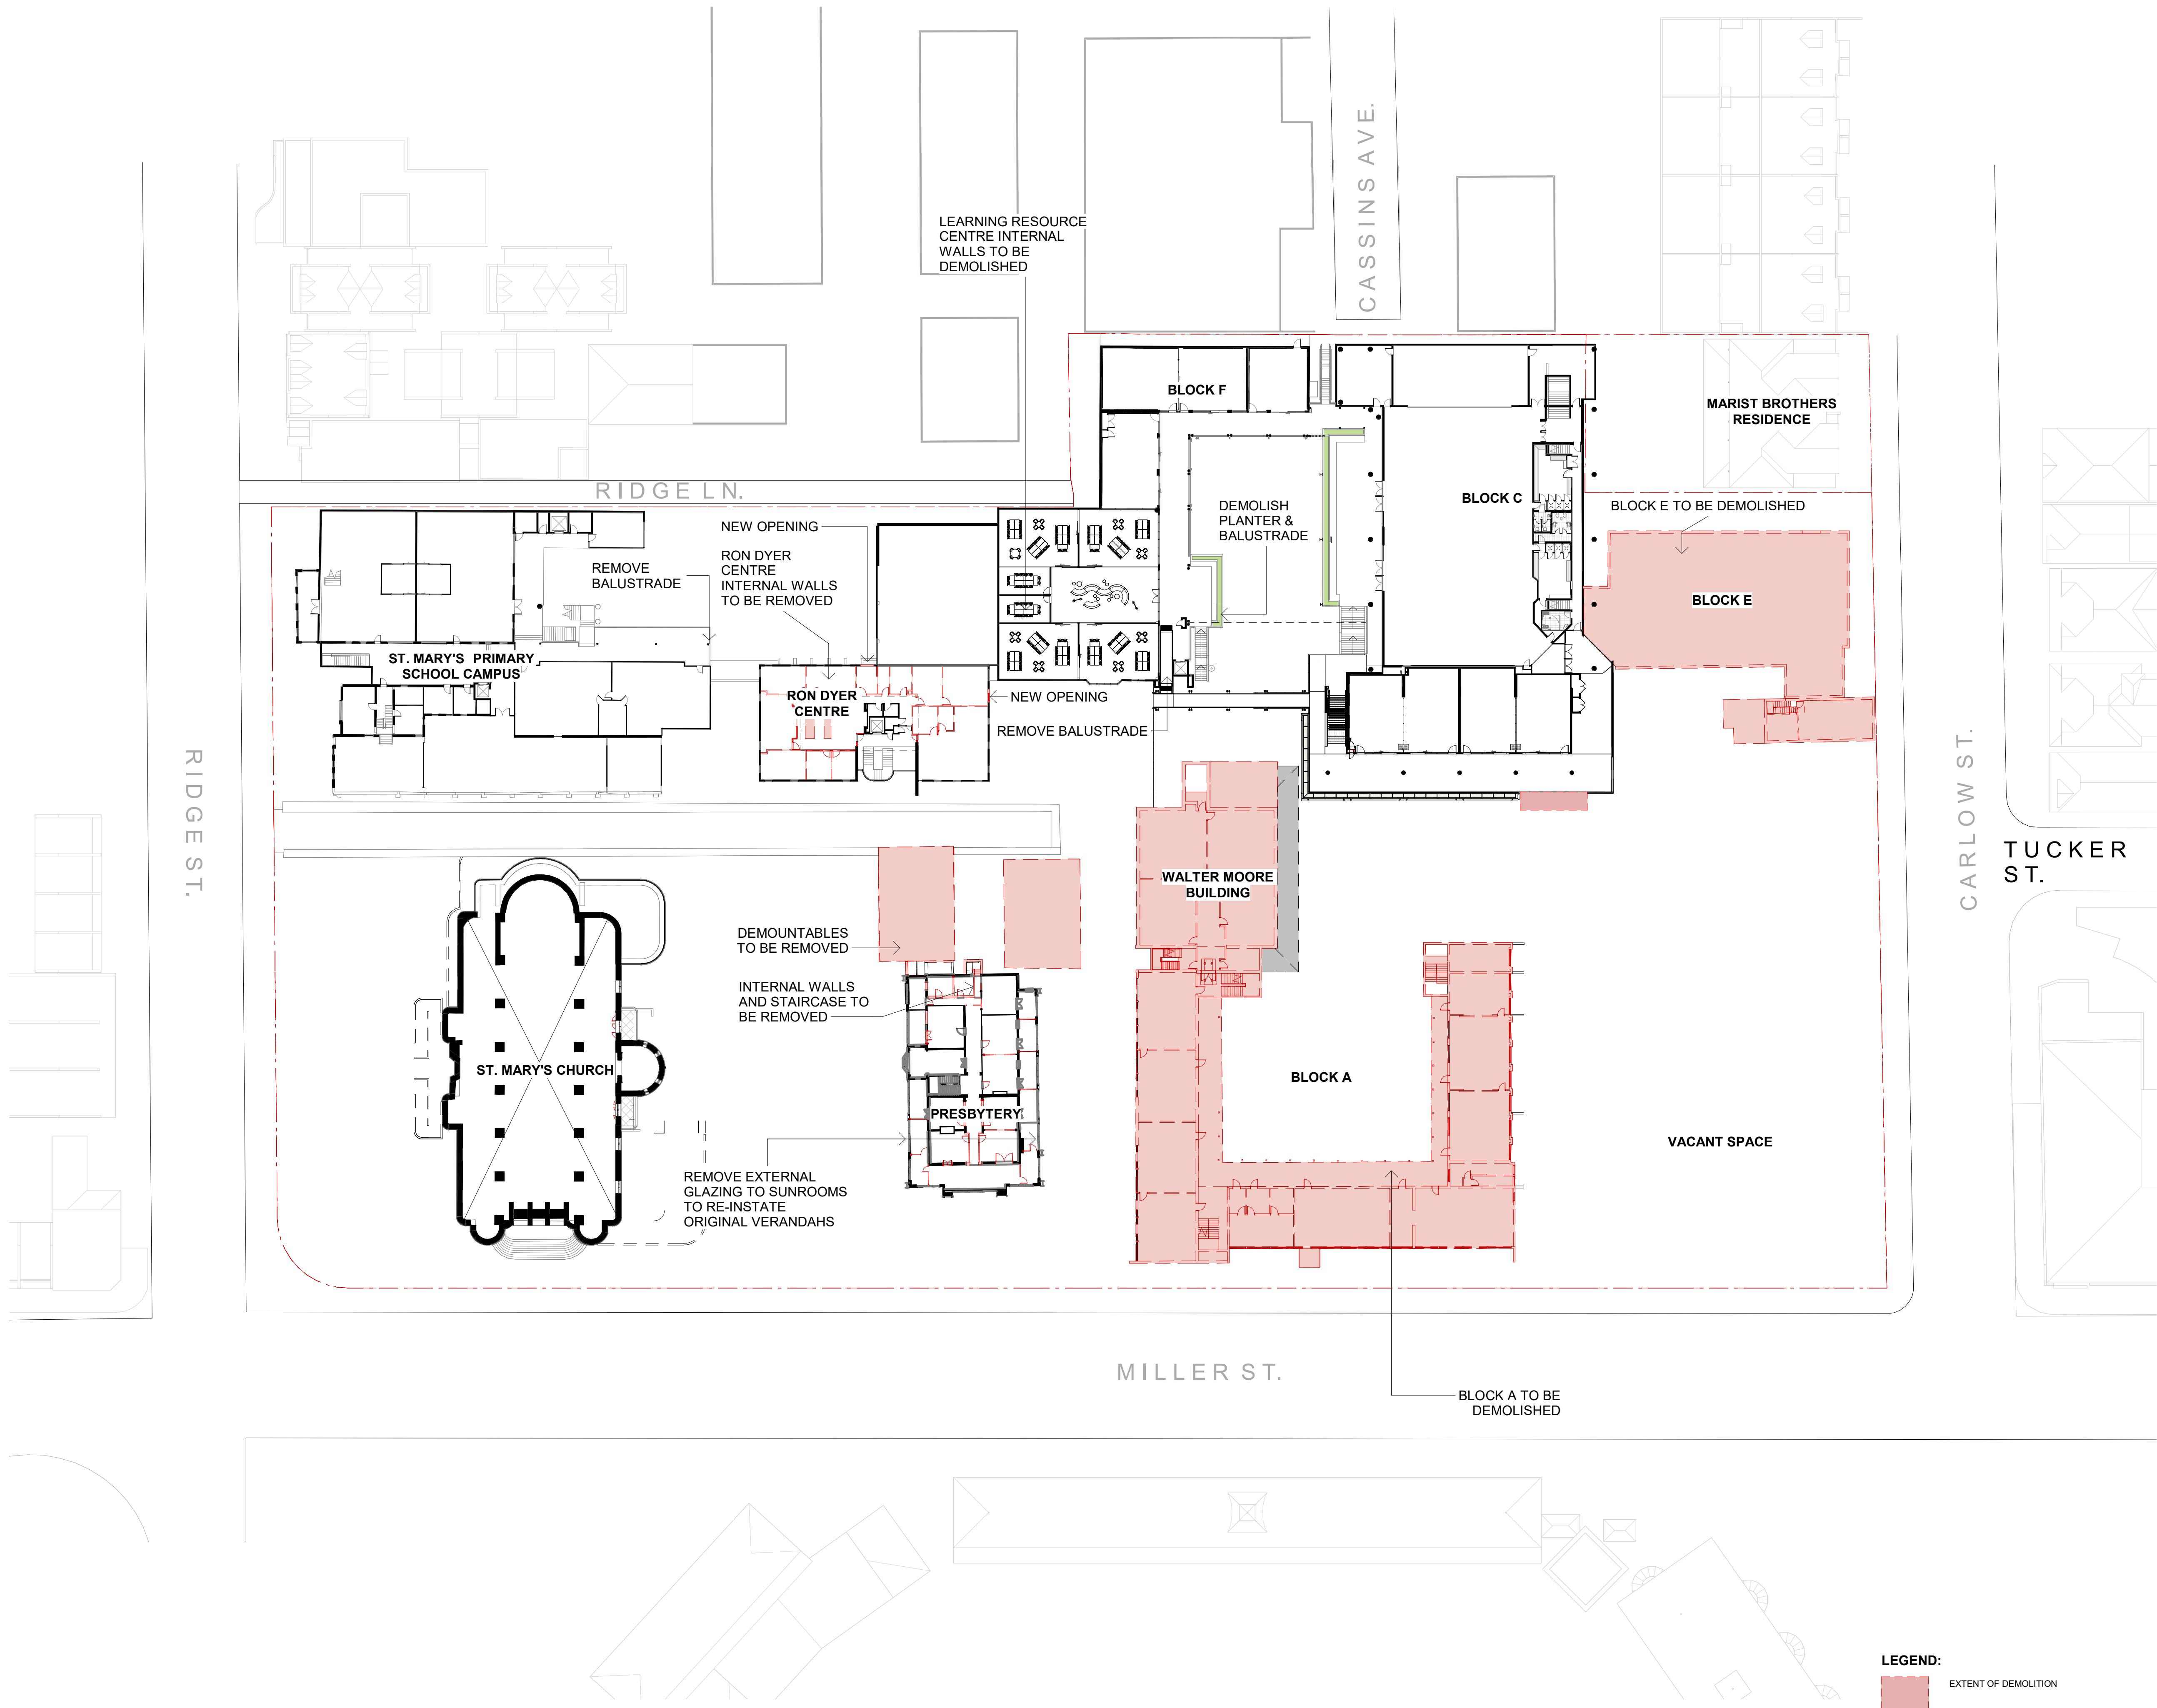 CASSINS AVE.
LEARNING RESOURCE
CENTRE INTERNAL
WALLS TO BE
DEMOLISHED
BLOCK F
MARIST BROTHERS
RESIDENCE
RIDGE LN.
BLOCK C
DEMOLISH
PLANTER &
BALUSTRADE
BLOCK E TO BE DEMOLISHED
NEW OPENING
RON DYER
CENTRE
INTERNAL WALLS
TO BE REMOVED
REMOVE
BALUSTRADE
BLOCK E
ST. MARY'S PRIMARY
SCHOOL CAMPUS
RON DYER
CENTRE
NEW OPENING
REMOVE BALUSTRADE
RIDGE ST.
CARLOW ST.
TUCKER
ST.
WALTER MOORE
BUILDING
DEMOUNTABLES
TO BE REMOVED
INTERNAL WALLS
AND STAIRCASE TO
BE REMOVED
ST. MARY'S CHURCH
BLOCK A
PRESBYTERY
VACANT SPACE
REMOVE EXTERNAL
GLAZING TO SUNROOMS
TO RE-INSTATE
ORIGINAL VERANDAHS
MILLER ST.
BLOCK A TO BE
DEMOLISHED
LEGEND:
EXTENT OF DEMOLITION